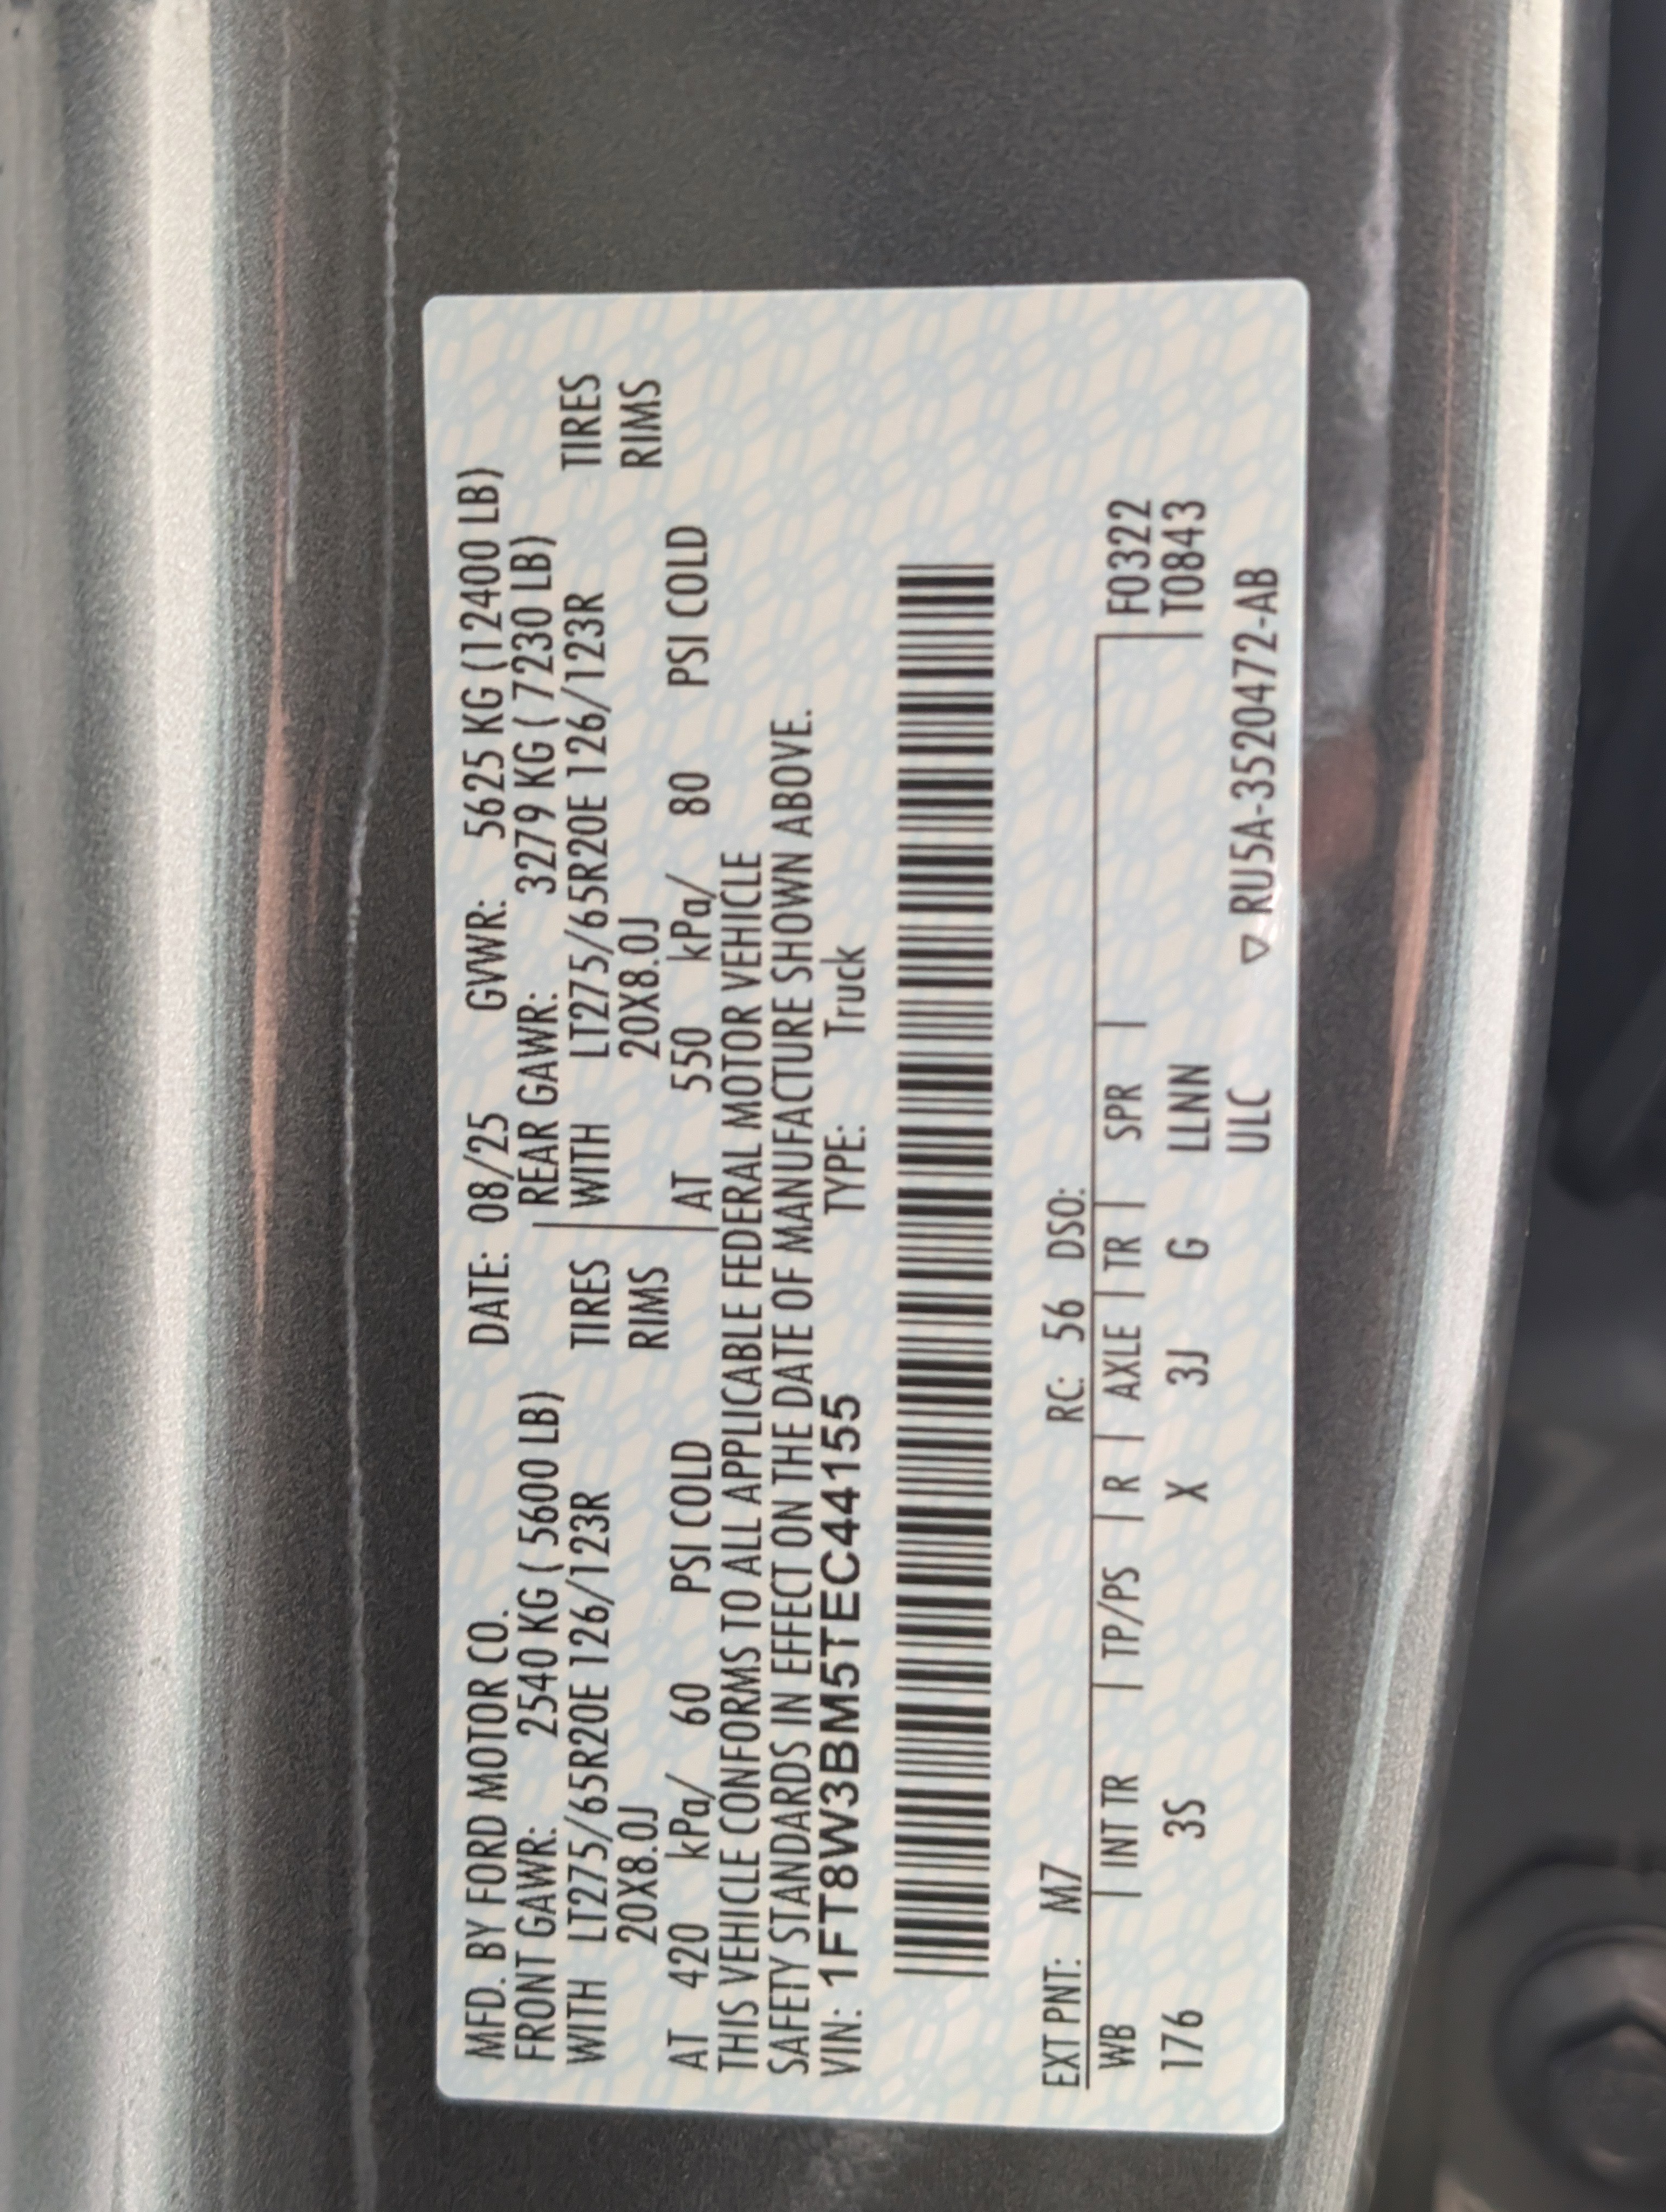 MFD. BY FORD MOTOR CO. DATE: 08/25 GVWR: 5625 KG (12400 LB)
FRONT GAWR: 2540 KG ( 5600 LB) REAR GAWR: 3279 KG ( 7230 LB)
WITH LT275/65R20E 126/123R TIRES WITH LT275/65R20E 126/123R TIRES
20X8.0J RIMS 20X8.0J RIMS
AT 420 kPa/ 60 PSI COLD AT 550 kPa/ 80 PSI COLD
THIS VEHICLE CONFORMS TO ALL APPLICABLE FEDERAL MOTOR VEHICLE
SAFETY STANDARDS IN EFFECT ON THE DATE OF MANUFACTURE SHOWN ABOVE.
VIN: 1FT8W3BM5TEC44155 TYPE: Truck
EXT PNT: M7 RC: 56 DSO:
WB INT TR TP/PS R AXLE TR SPR F0322
176 3S X 3J G LLNN T0843
ULC ▽ RU5A-3520472-AB